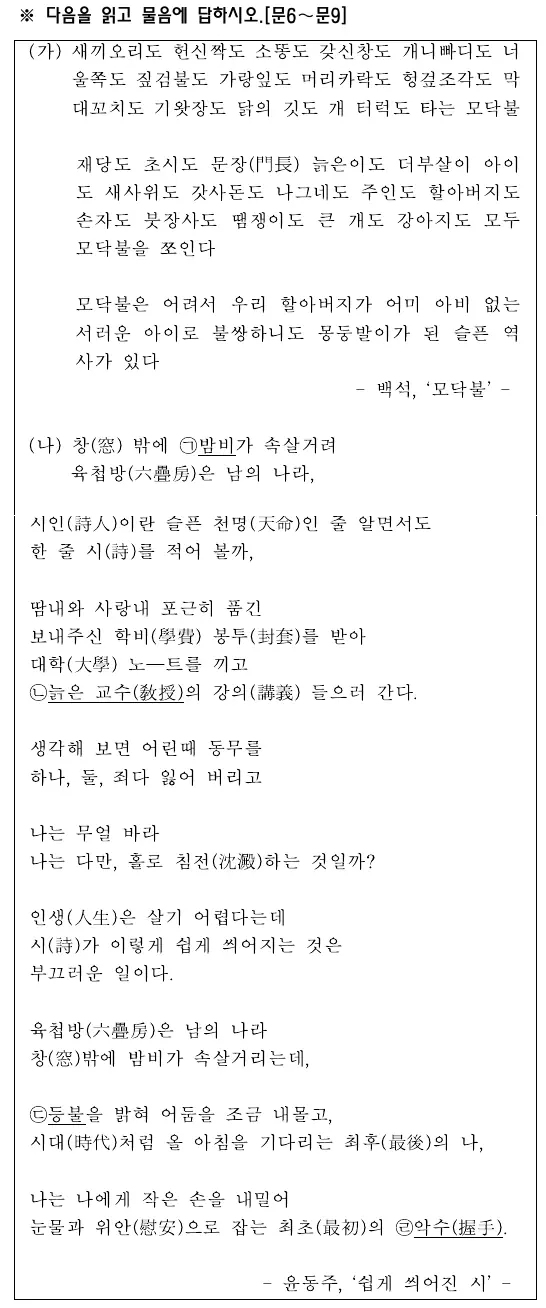 ※ 다음을 읽고 물음에 답하시오.[문6～문9]
(가) 새끼오리도 헌신짝도 소똥도 갖신창도 개니빠디도 너
울쪽도 짚검불도 가랑잎도 머리카락도 헝겊조각도 막
대꼬치도 기왓장도 닭의 깃도 개 터럭도 타는 모닥불
재당도 초시도 문장(門長) 늙은이도 더부살이 아이
도 새사위도 갓사돈도 나그네도 주인도 할아버지도
손자도 붓장사도 땜쟁이도 큰 개도 강아지도 모두
모닥불을 쪼인다
모닥불은 어려서 우리 할아버지가 어미 아비 없는
서러운 아이로 불쌍하니도 몽둥발이가 된 슬픈 역
사가 있다
- 백석, ‘모닥불’ -
(나) 창(窓) 밖에 ㉠밤비가 속살거려
육첩방(六疊房)은 남의 나라,
시인(詩人)이란 슬픈 천명(天命)인 줄 알면서도
한 줄 시(詩)를 적어 볼까,
땀내와 사랑내 포근히 품긴
보내주신 학비(學費) 봉투(封套)를 받아
대학(大學) 노―트를 끼고
㉡늙은 교수(敎授)의 강의(講義) 들으러 간다.
생각해 보면 어린때 동무를
하나, 둘, 죄다 잃어 버리고
나는 무얼 바라
나는 다만, 홀로 침전(沈澱)하는 것일까?
인생(人生)은 살기 어렵다는데
시(詩)가 이렇게 쉽게 씌어지는 것은
부끄러운 일이다.
육첩방(六疊房)은 남의 나라
창(窓)밖에 밤비가 속살거리는데,
㉢등불을 밝혀 어둠을 조금 내몰고,
시대(時代)처럼 올 아침을 기다리는 최후(最後)의 나,
나는 나에게 작은 손을 내밀어
눈물과 위안(慰安)으로 잡는 최초(最初)의 ㉣악수(握手).
- 윤동주, ‘쉽게 씌어진 시’ -